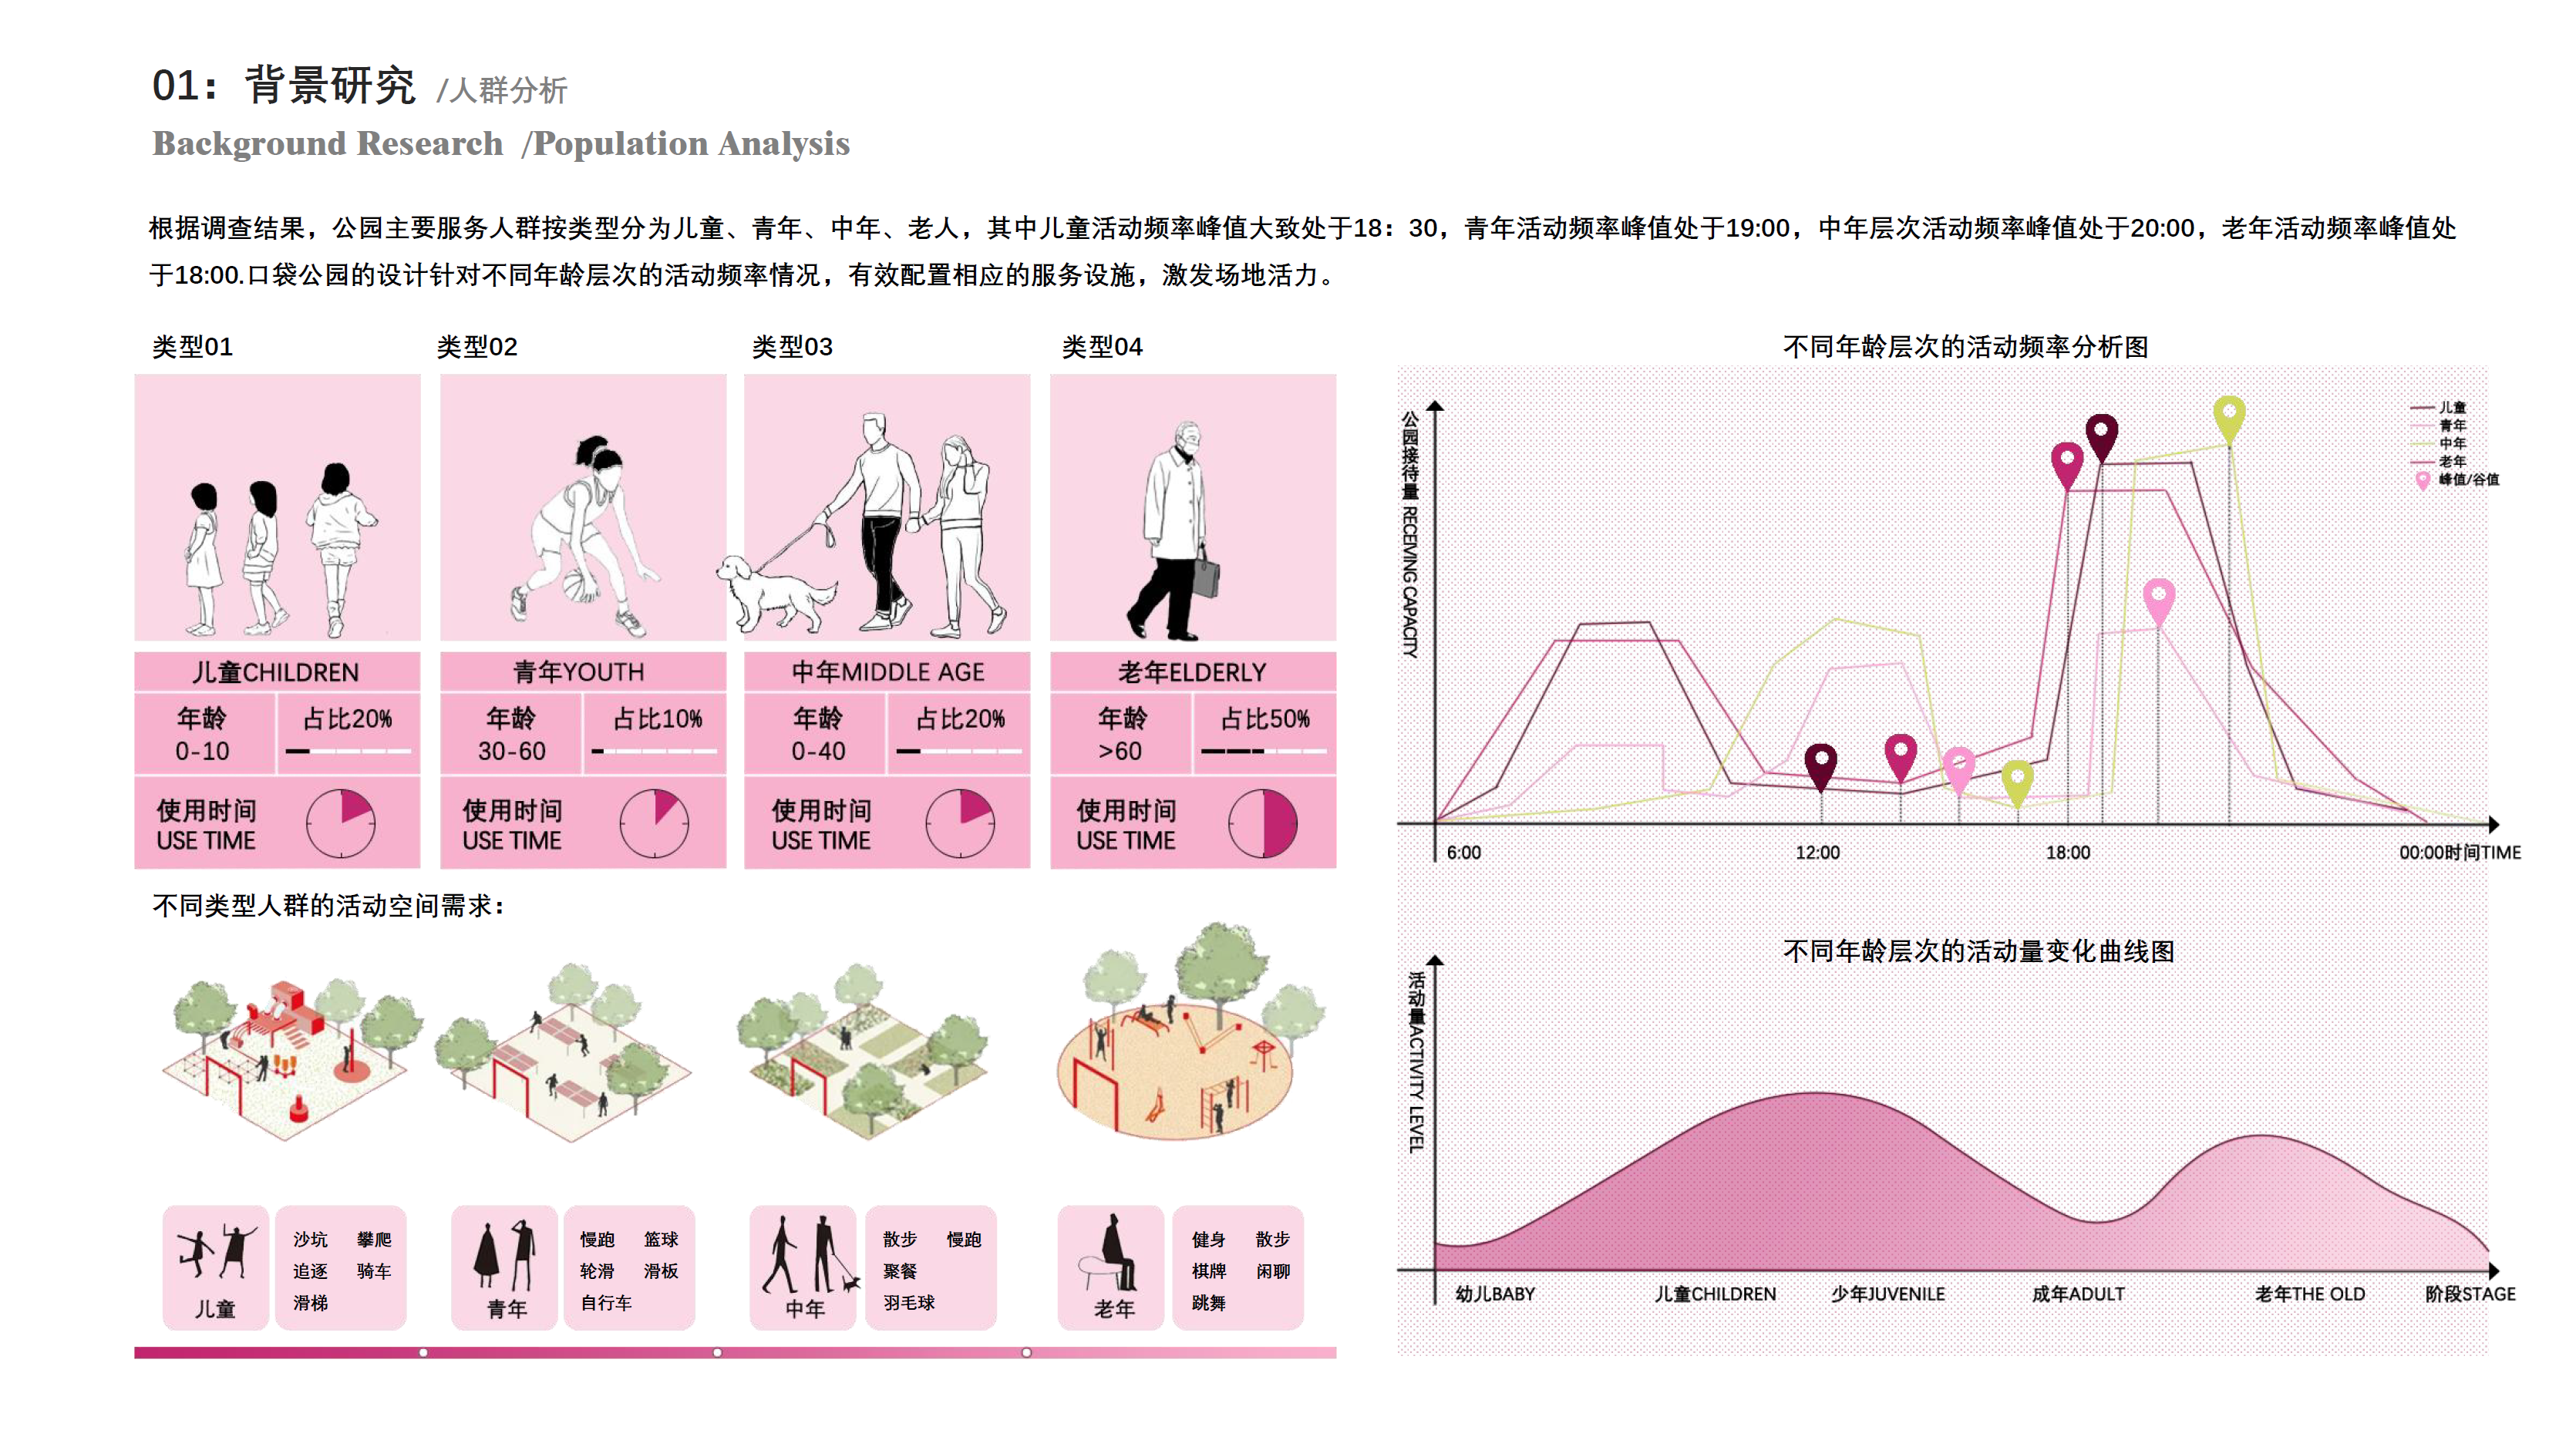 01：背景研究 /人群分析
Background Research /Population Analysis
根据调查结果，公园主要服务人群按类型分为儿童、青年、中年、老人，其中儿童活动频率峰值大致处于18：30，青年活动频率峰值处于19:00，中年层次活动频率峰值处于20:00，老年活动频率峰值处
于18:00.口袋公园的设计针对不同年龄层次的活动频率情况，有效配置相应的服务设施，激发场地活力。
类型01
类型02
类型03
类型04
儿童CHILDREN
年龄
0-10
占比20%
使用时间
USE TIME
青年YOUTH
年龄
30-60
占比10%
使用时间
USE TIME
中年MIDDLE AGE
年龄
0-40
占比20%
使用时间
USE TIME
老年ELDERLY
年龄
>60
占比50%
使用时间
USE TIME
不同类型人群的活动空间需求：
儿童
沙坑 攀爬
追逐 骑车
滑梯
青年
慢跑 篮球
轮滑 滑板
自行车
中年
散步 慢跑
聚餐
羽毛球
老年
健身 散步
棋牌 闲聊
跳舞
不同年龄层次的活动频率分析图
公园接待量 RECEIVING CAPACITY
儿童
青年
中年
老年
峰值/谷值
6:00
12:00
18:00
00:00时间TIME
不同年龄层次的活动量变化曲线图
活动量ACTIVITY LEVEL
幼儿BABY
儿童CHILDREN
少年JUVENILE
成年ADULT
老年THE OLD
阶段STAGE